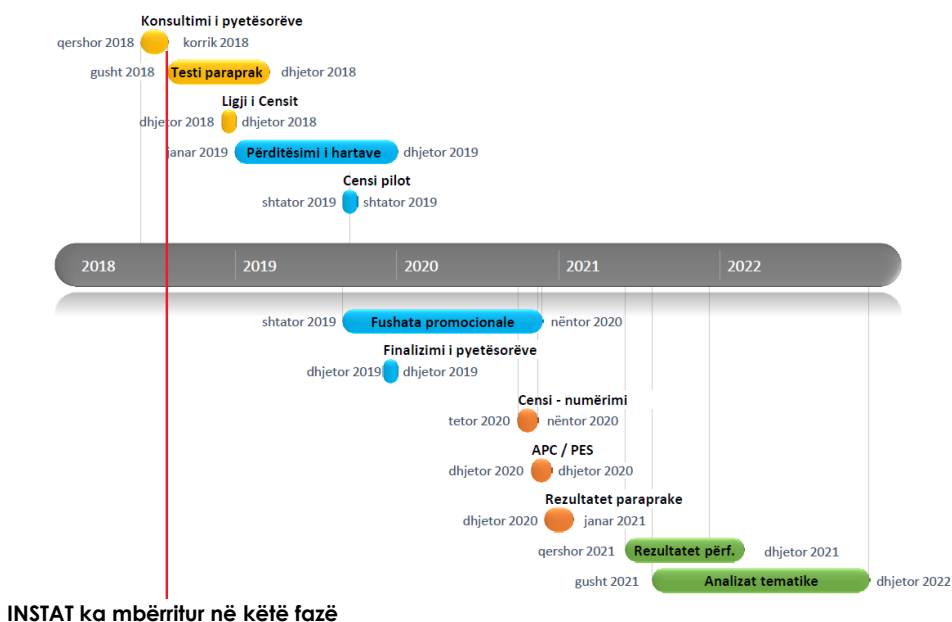 Konsultimi i pyetësorëve
qershor 2018 korrik 2018
gusht 2018 Testi paraprak dhjetor 2018
Ligji i Censit
dhjetor 2018 dhjetor 2018
janar 2019 Përditësimi i hartave dhjetor 2019
Censi pilot
shtator 2019 shtator 2019
2018 2019 2020 2021 2022
shtator 2019 Fushata promocionale nëntor 2020
Finalizimi i pyetësorëve
dhjetor 2019 dhjetor 2019
Censi - numërimi
tetor 2020 nëntor 2020
APC / PES
dhjetor 2020 dhjetor 2020
Rezultatet paraprake
dhjetor 2020 janar 2021
qershor 2021 Rezultatet përf. dhjetor 2021
gusht 2021 Analizat tematike dhjetor 2022
INSTAT ka mbërritur në këtë fazë